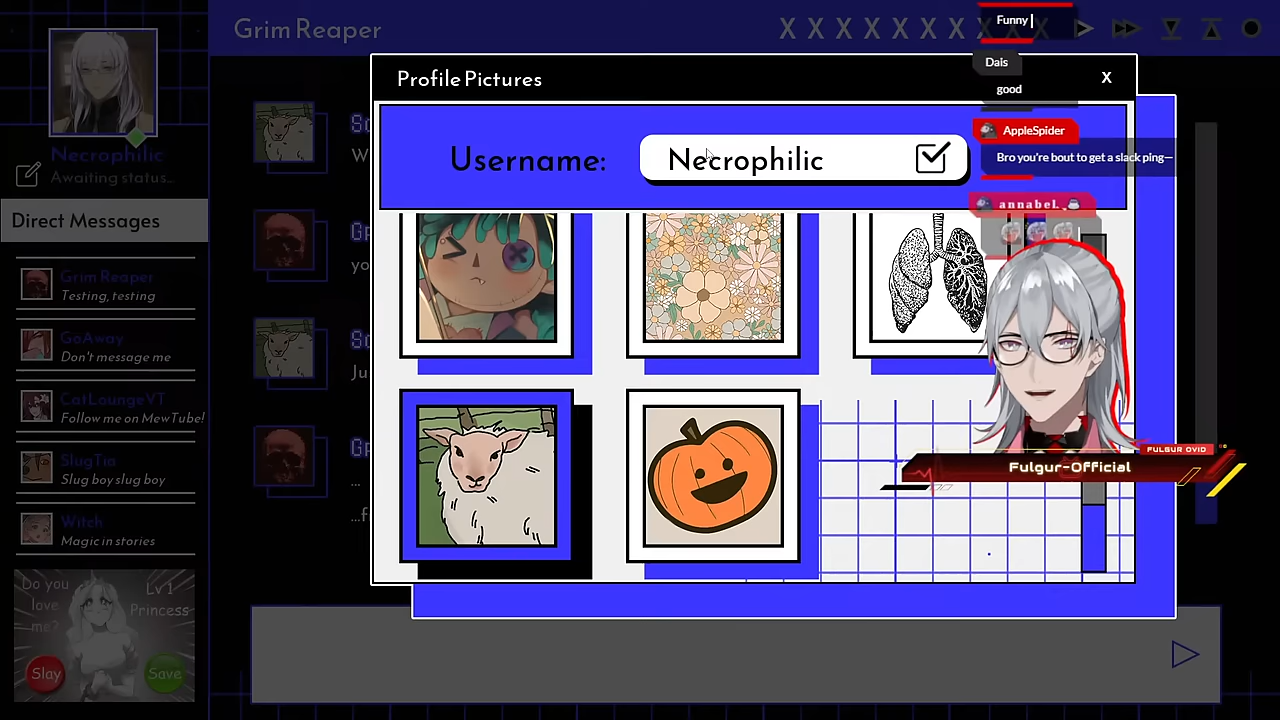 Grim Reaper
X X X X X X X X X X
Necrophilic
Awaiting status...
Direct Messages
Grim Reaper
Testing, testing
GoAway
Don't message me
CatLoungeVT
Follow me on MewTube!
SlugTia
Slug boy slug boy
Witch
Magic in stories
Do you love me?
Lv1 Princess
Slay
Save
Profile Pictures
X
Username:
Necrophilic
Funny
Dais
good
AppleSpider
Bro you're bout to get a slack ping—
annabel.
FULGUR OVID
Fulgur-Official